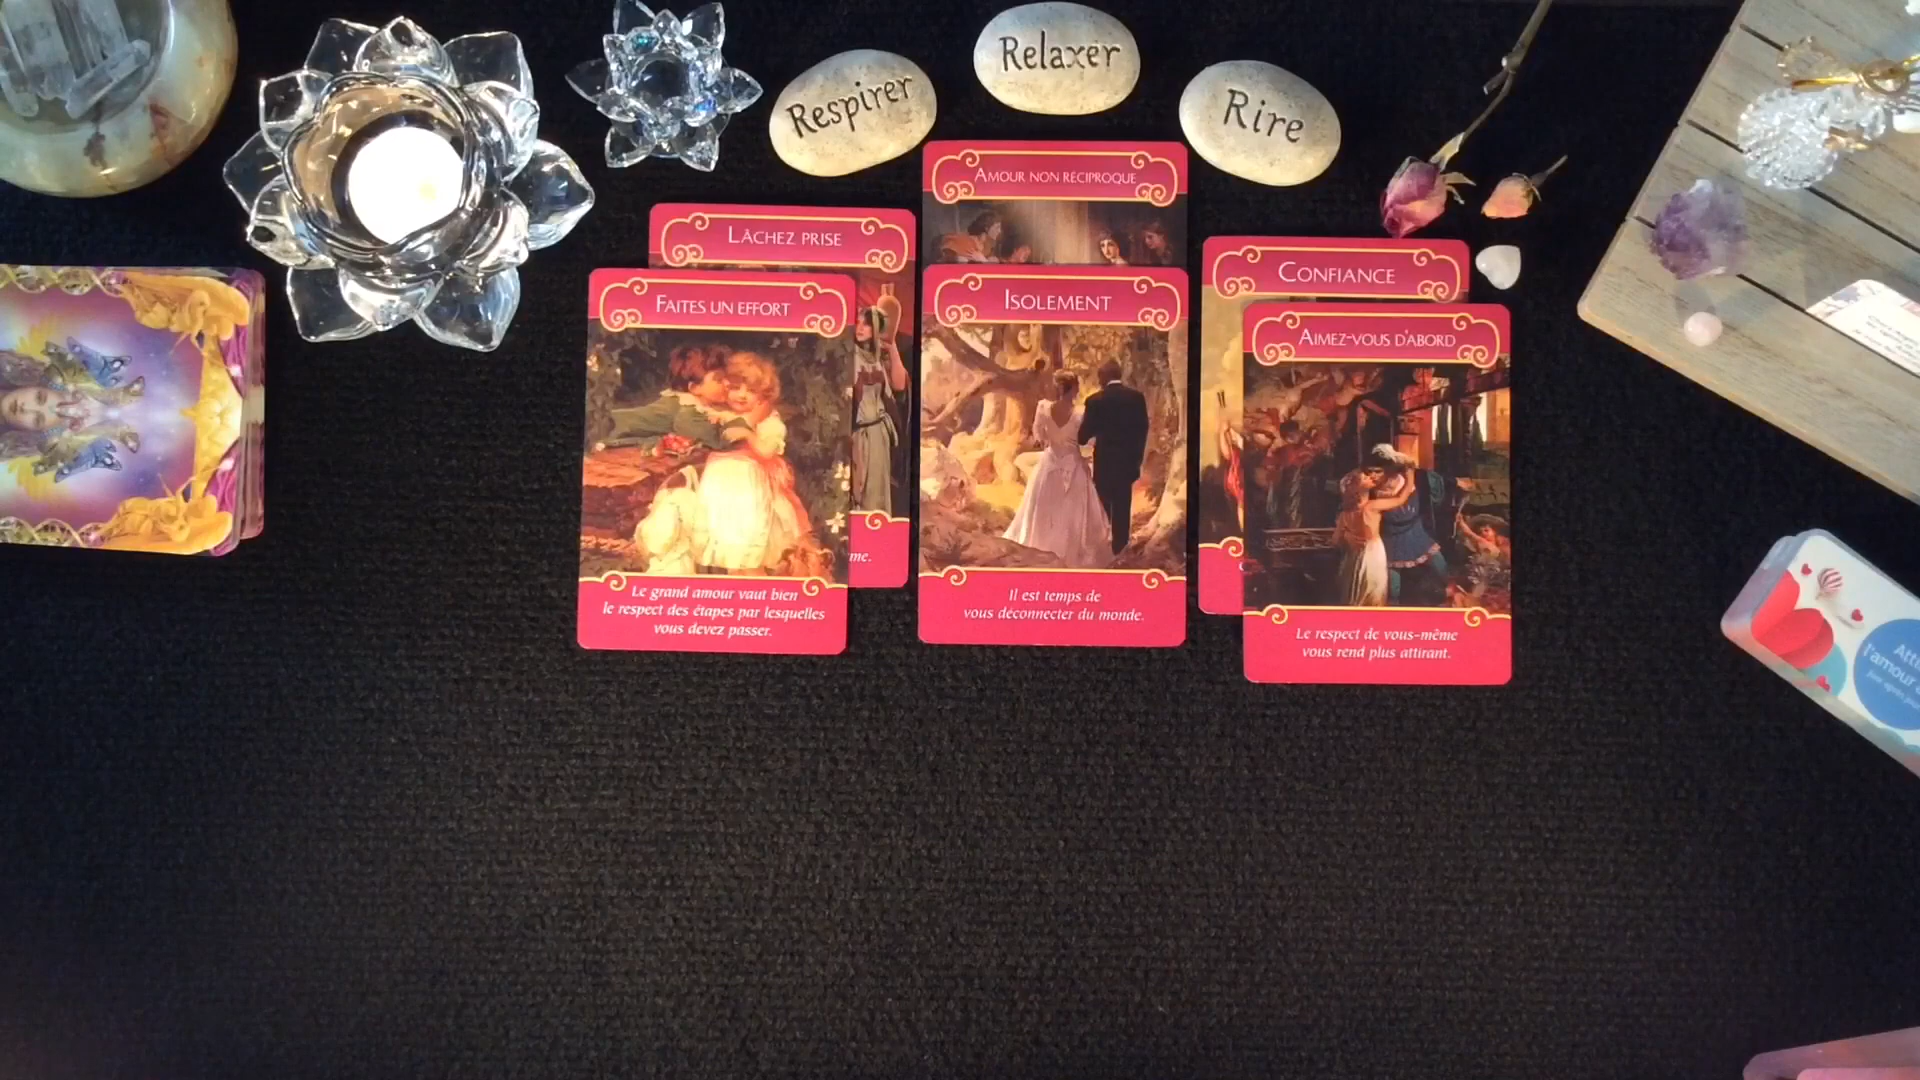 Respirer
Relaxer
Rire
AMOUR NON RÉCIPROQUE
LÂCHEZ PRISE
CONFIANCE
FAITES UN EFFORT
ISOLEMENT
AIMEZ-VOUS D'ABORD
me.
Le grand amour vaut bien
le respect des étapes par lesquelles
vous devez passer.
Il est temps de
vous déconnecter du monde.
Le respect de vous-même
vous rend plus attirant.
l'amour